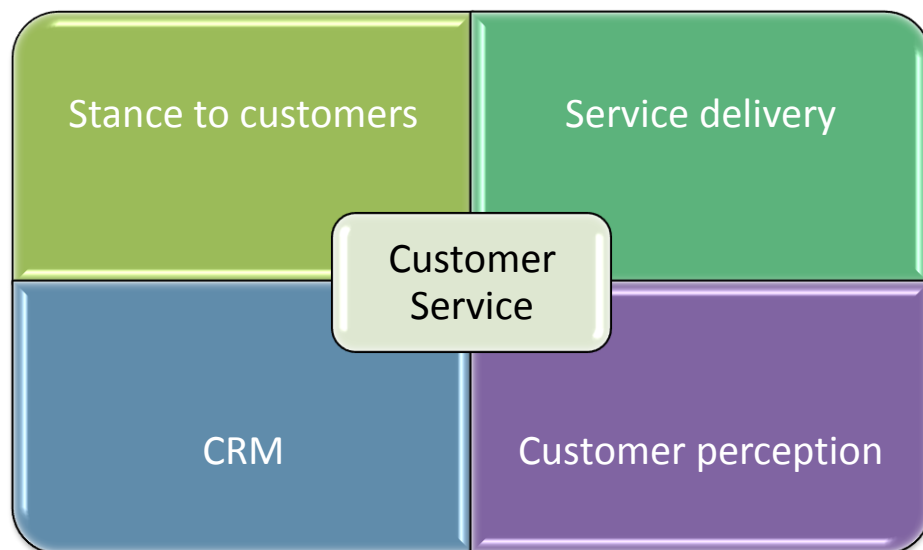 Stance to customers
Service delivery
Customer
Service
CRM
Customer perception